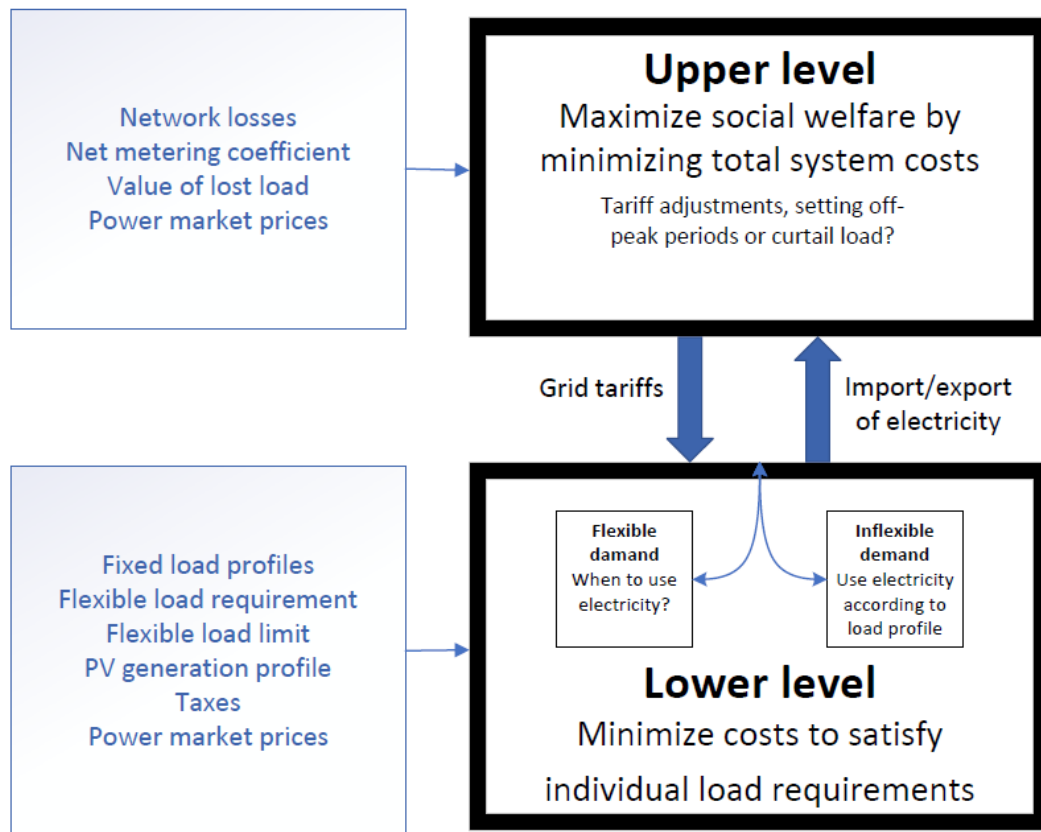 Network losses
Net metering coefficient
Value of lost load
Power market prices
Upper level
Maximize social welfare by
minimizing total system costs
Tariff adjustments, setting off-
peak periods or curtail load?
Grid tariffs
Import/export
of electricity
Fixed load profiles
Flexible load requirement
Flexible load limit
PV generation profile
Taxes
Power market prices
Flexible
damand
When to use
electricity?
Inflexible
demand
Use electricity
according to
load profile
Lower level
Minimize costs to satisfy
individual load requirements